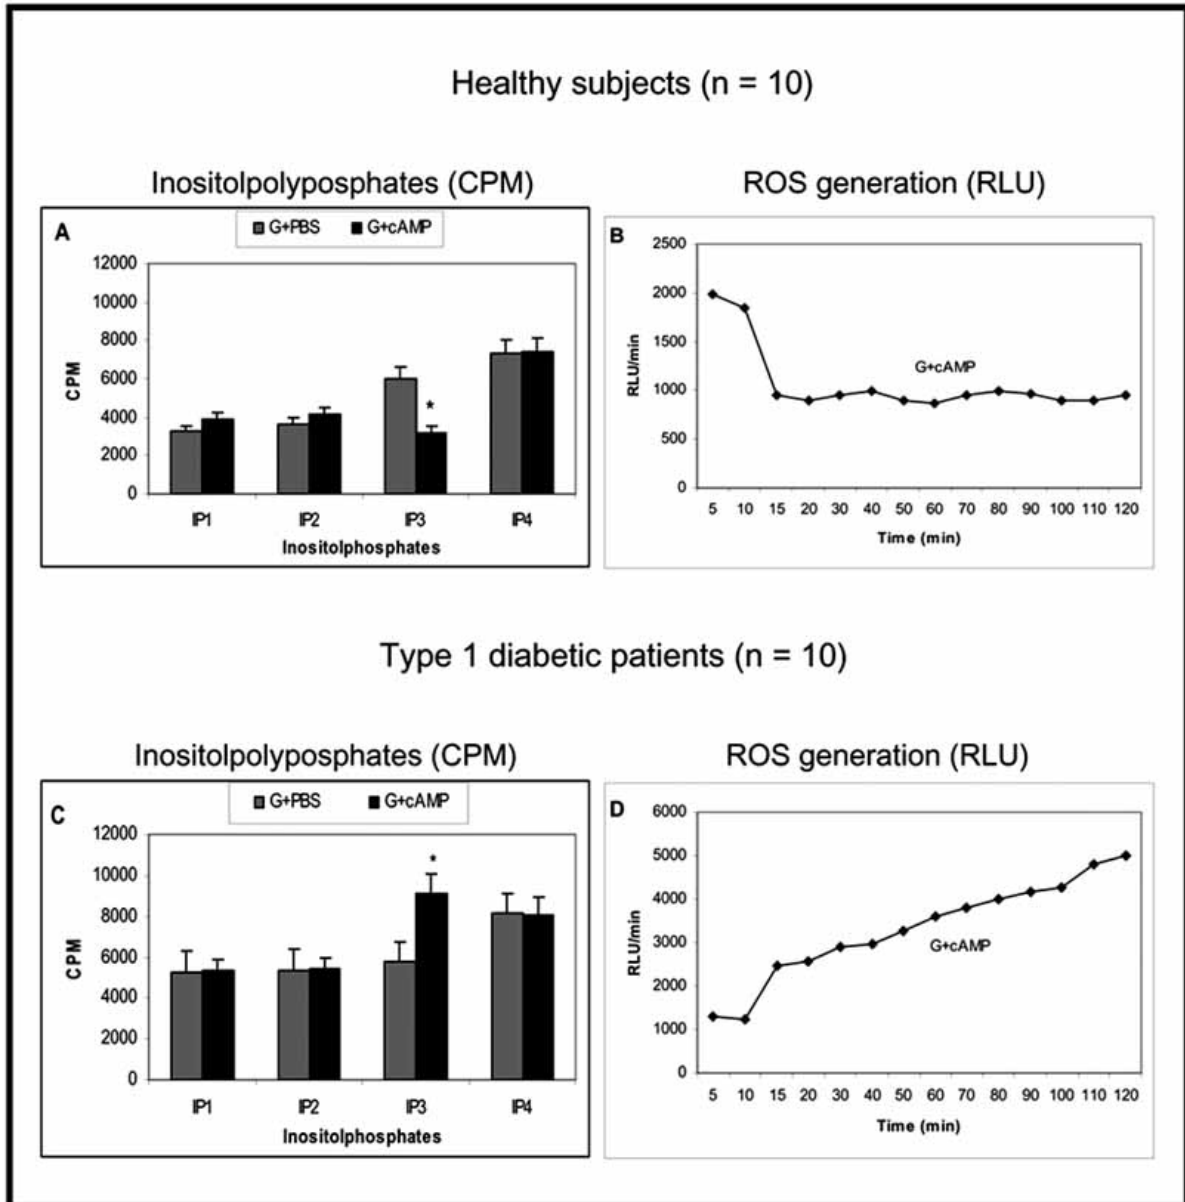 Healthy subjects (n = 10)
Inositolpolyposphates (CPM)
A
G+PBS G+cAMP
12000
10000
8000
6000
4000
2000
0
CPM
*
IP1 IP2 IP3 IP4
Inositolphosphates
ROS generation (RLU)
B
2500
2000
1500
1000
500
0
RLU/min
G+cAMP
5 10 15 20 30 40 50 60 70 80 90 100 110 120
Time (min)
Type 1 diabetic patients (n = 10)
Inositolpolyposphates (CPM)
C
G+PBS G+cAMP
12000
10000
8000
6000
4000
2000
0
CPM
*
IP1 IP2 IP3 IP4
Inositolphosphates
ROS generation (RLU)
D
6000
5000
4000
3000
2000
1000
0
RLU/min
G+cAMP
5 10 15 20 30 40 50 60 70 80 90 100 110 120
Time (min)